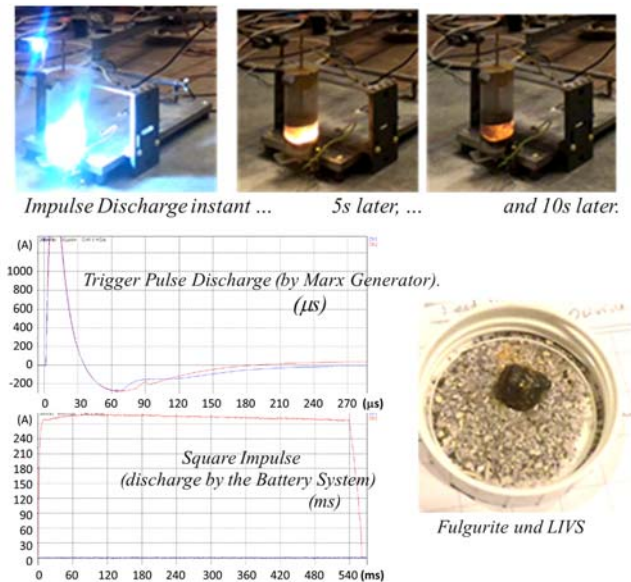 Impulse Discharge instant ... 5s later, ... and 10s later.
(A)
1000
800
600
400
200
0
-200
Trigger Pulse Discharge (by Marx Generator).
(μs)
0 30 60 90 120 150 180 210 240 270 (μs)
(A)
240
210
180
150
120
90
60
30
0
Square Impulse
(discharge by the Battery System)
(ms)
0 60 120 180 240 300 360 420 480 540 (ms)
Fulgurite und LIVS